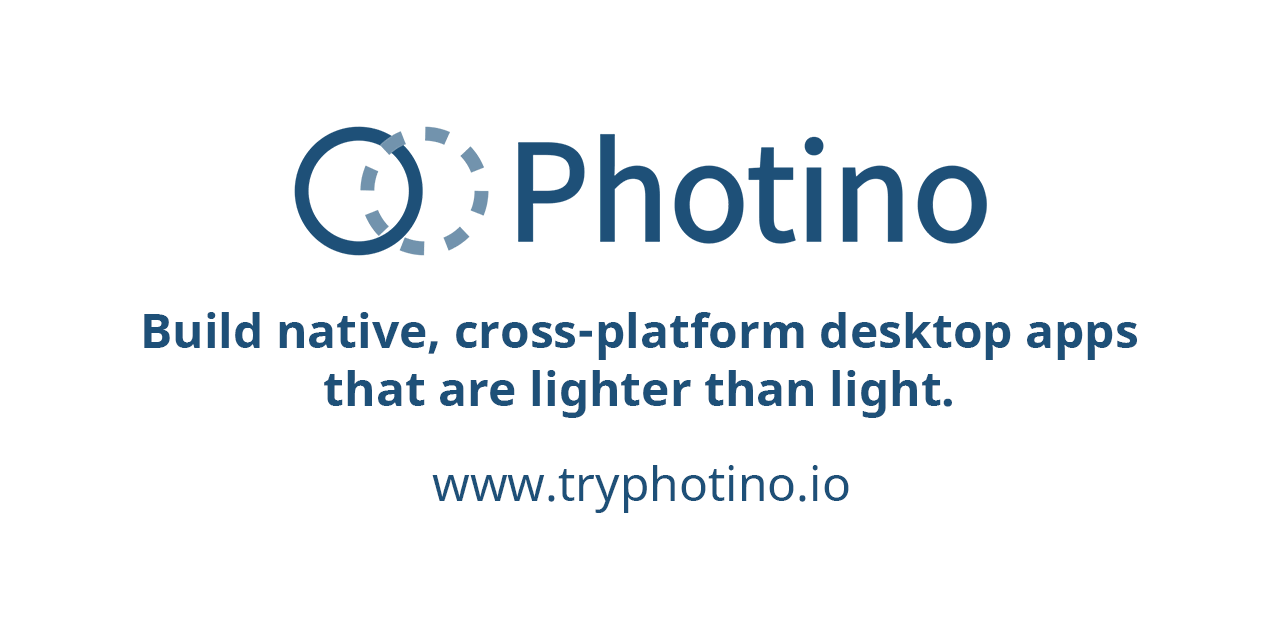 Photino
Build native, cross-platform desktop apps
that are lighter than light.
www.tryphotino.io